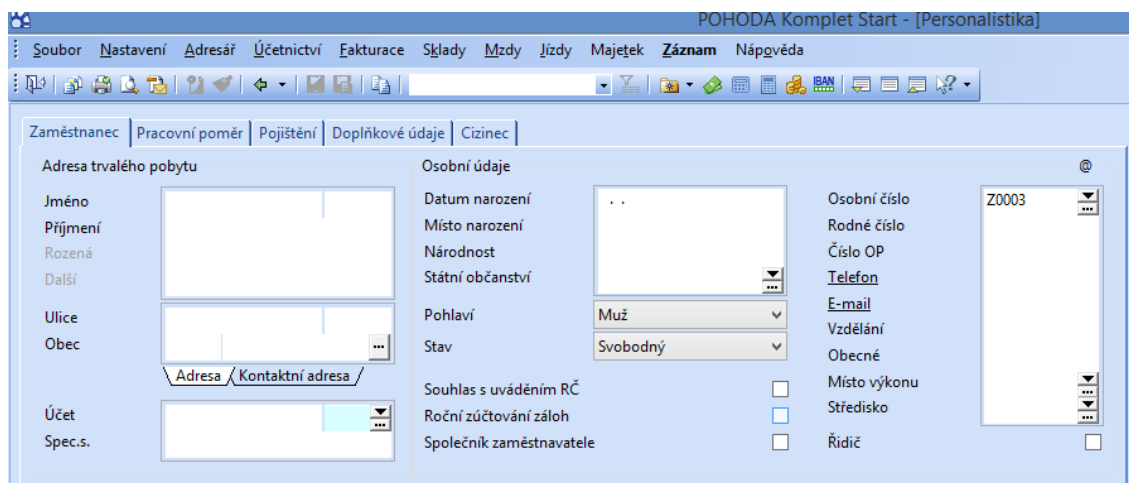 POHODA Komplet Start - [Personalistika]
Soubor Nastavení Adresář Účetnictví Fakturace Sklady Mzdy Jízdy Majetek Záznam Nápověda
IBAN
Zaměstnanec Pracovní poměr Pojištění Doplňkové údaje Cizinec
Adresa trvalého pobytu
Jméno
Příjmení
Rozená
Další
Ulice
Obec
Adresa Kontaktní adresa
Účet
Spec.s.
Osobní údaje
Datum narození . .
Místo narození
Národnost
Státní občanství
Pohlaví Muž
Stav Svobodný
Souhlas s uváděním RČ
Roční zúčtování záloh
Společník zaměstnavatele
@
Osobní číslo Z0003
Rodné číslo
Číslo OP
Telefon
E-mail
Vzdělání
Obecné
Místo výkonu
Středisko
Řidič